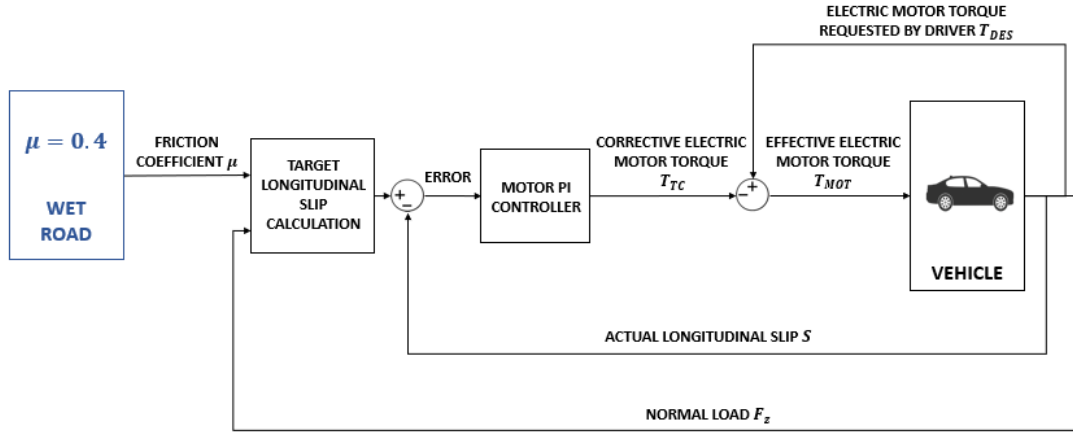 ELECTRIC MOTOR TORQUE
REQUESTED BY DRIVER T_DES
μ = 0.4
WET
ROAD
FRICTION
COEFFICIENT μ
TARGET
LONGITUDINAL
SLIP
CALCULATION
+
−
ERROR
MOTOR PI
CONTROLLER
CORRECTIVE ELECTRIC
MOTOR TORQUE
T_TC
+
−
EFFECTIVE ELECTRIC
MOTOR TORQUE
T_MOT
VEHICLE
ACTUAL LONGITUDINAL SLIP S
NORMAL LOAD F_z